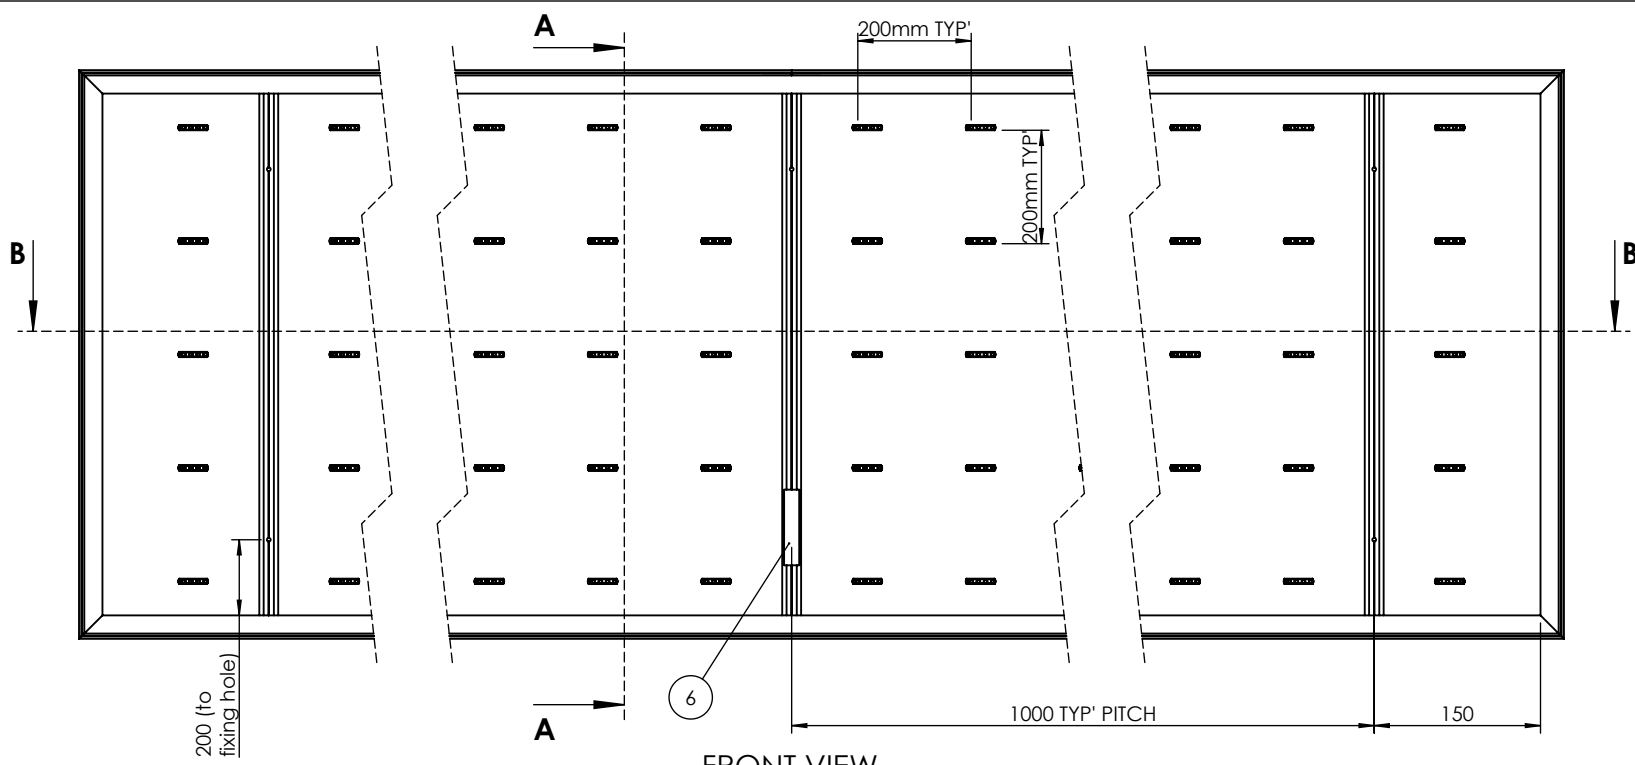 A
200mm TYP'
200mm TYP'
B
B
200 (to
fixing hole)
6
1000 TYP' PITCH
150
A
FRONT VIEW